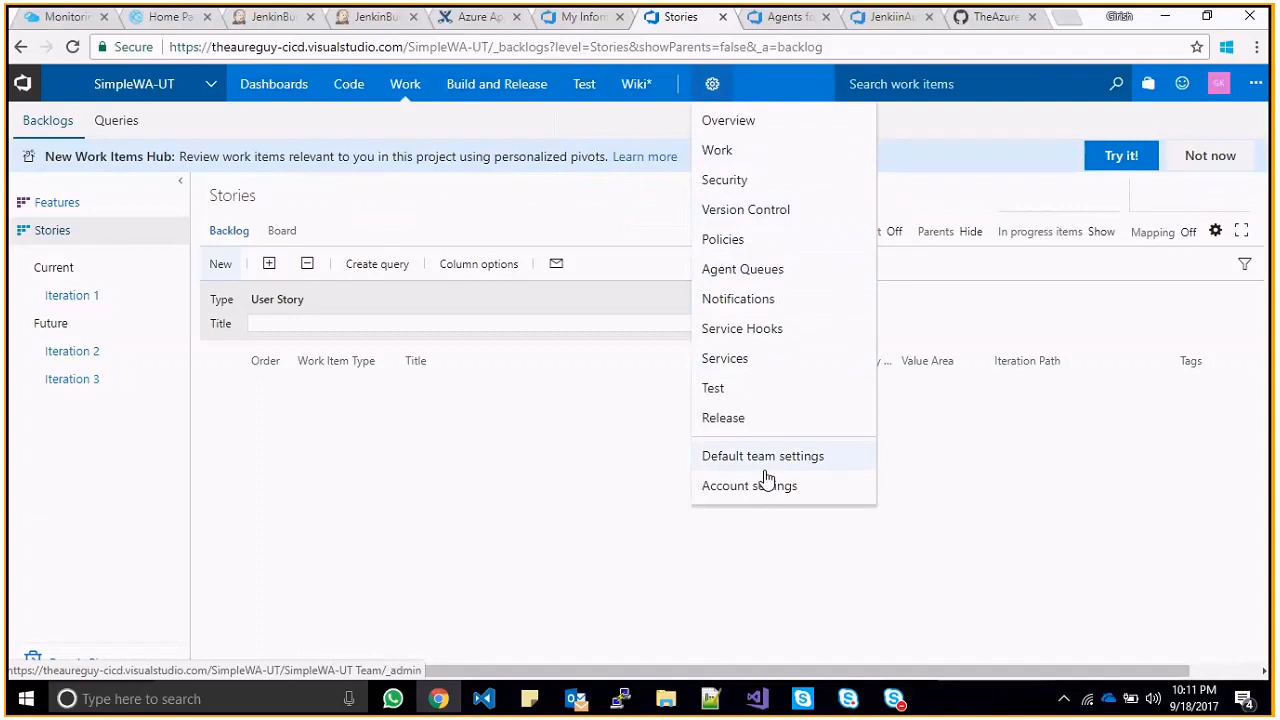 Monitorin
Home Pa
JenkinBu
JenkinBu
Azure Ap
My Infor
Stories
Agents fo
JenkiinAu
TheAzure
Girish
Secure
https://theaureguy-cicd.visualstudio.com/SimpleWA-UT/_backlogs?level=Stories&showParents=false&_a=backlog
SimpleWA-UT
Dashboards
Code
Work
Build and Release
Test
Wiki*
Search work items
GK
Backlogs
Queries
New Work Items Hub: Review work items relevant to you in this project using personalized pivots. Learn more
Try it!
Not now
Features
Stories
Current
Iteration 1
Future
Iteration 2
Iteration 3
Stories
Backlog
Board
Off
Parents Hide
In progress items Show
Mapping Off
New
Create query
Column options
Type User Story
Title
Order
Work Item Type
Title
Value Area
Iteration Path
Tags
Overview
Work
Security
Version Control
Policies
Agent Queues
Notifications
Service Hooks
Services
Test
Release
Default team settings
Account settings
https://theaureguy-cicd.visualstudio.com/SimpleWA-UT/SimpleWA-UT Team/_admin
Type here to search
10:11 PM
9/18/2017
4